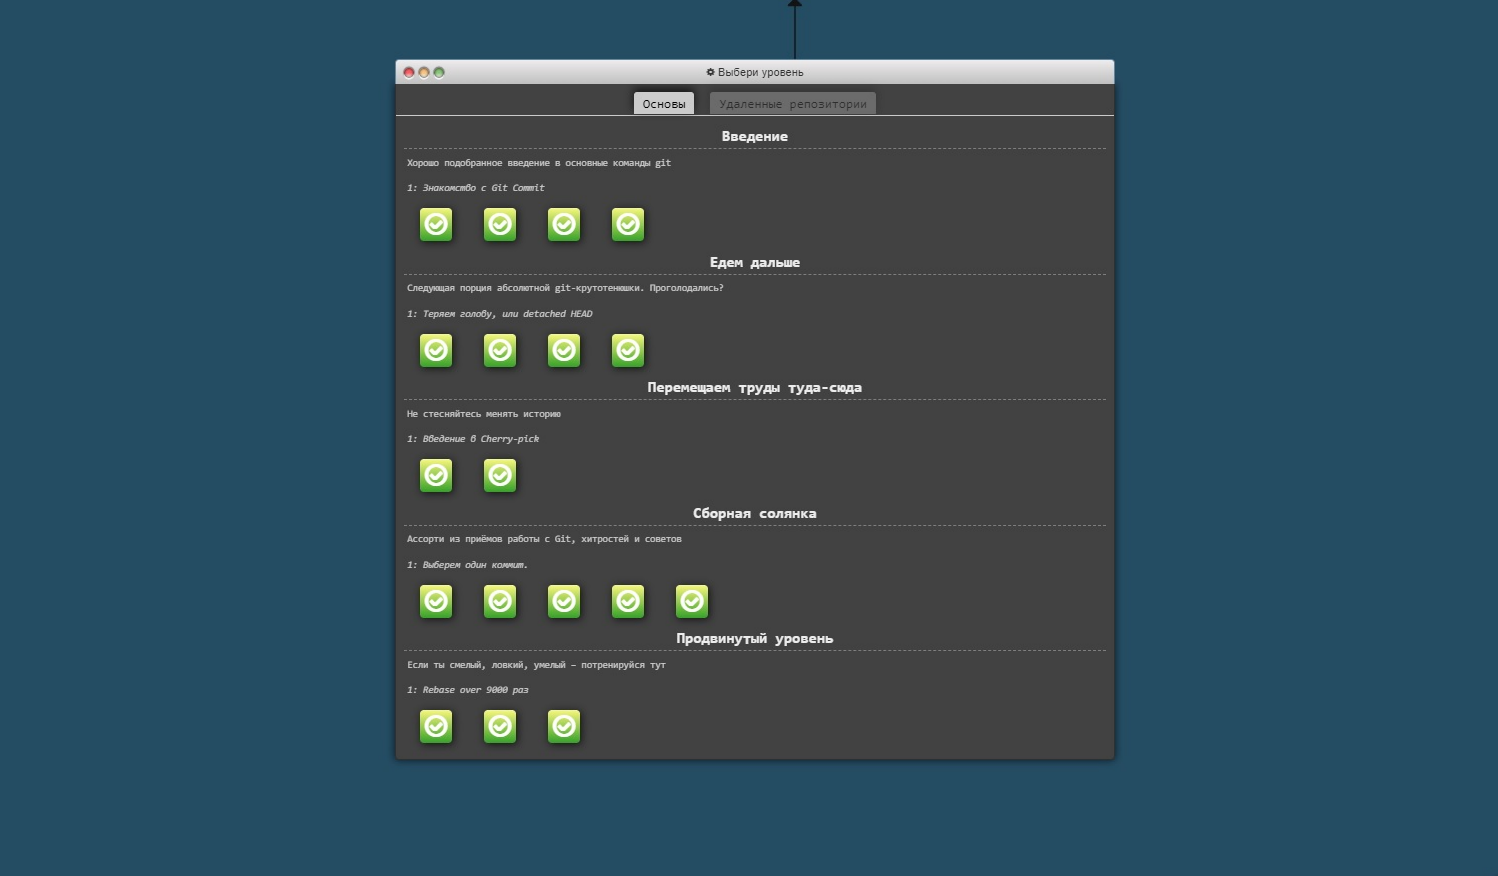 Выбери уровень
Основы
Удаленные репозитории
Введение
Хорошо подобранное введение в основные команды git
1: Знакомство с Git Commit
Едем дальше
Следующая порция абсолютной git-крутотенюшки. Проголодались?
1: Теряем голову, или detached HEAD
Перемещаем труды туда-сюда
Не стесняйтесь менять историю
1: Введение в Cherry-pick
Сборная солянка
Ассорти из приёмов работы с Git, хитростей и советов
1: Выберем один коммит.
Продвинутый уровень
Если ты смелый, ловкий, умелый – потренируйся тут
1: Rebase over 9000 раз